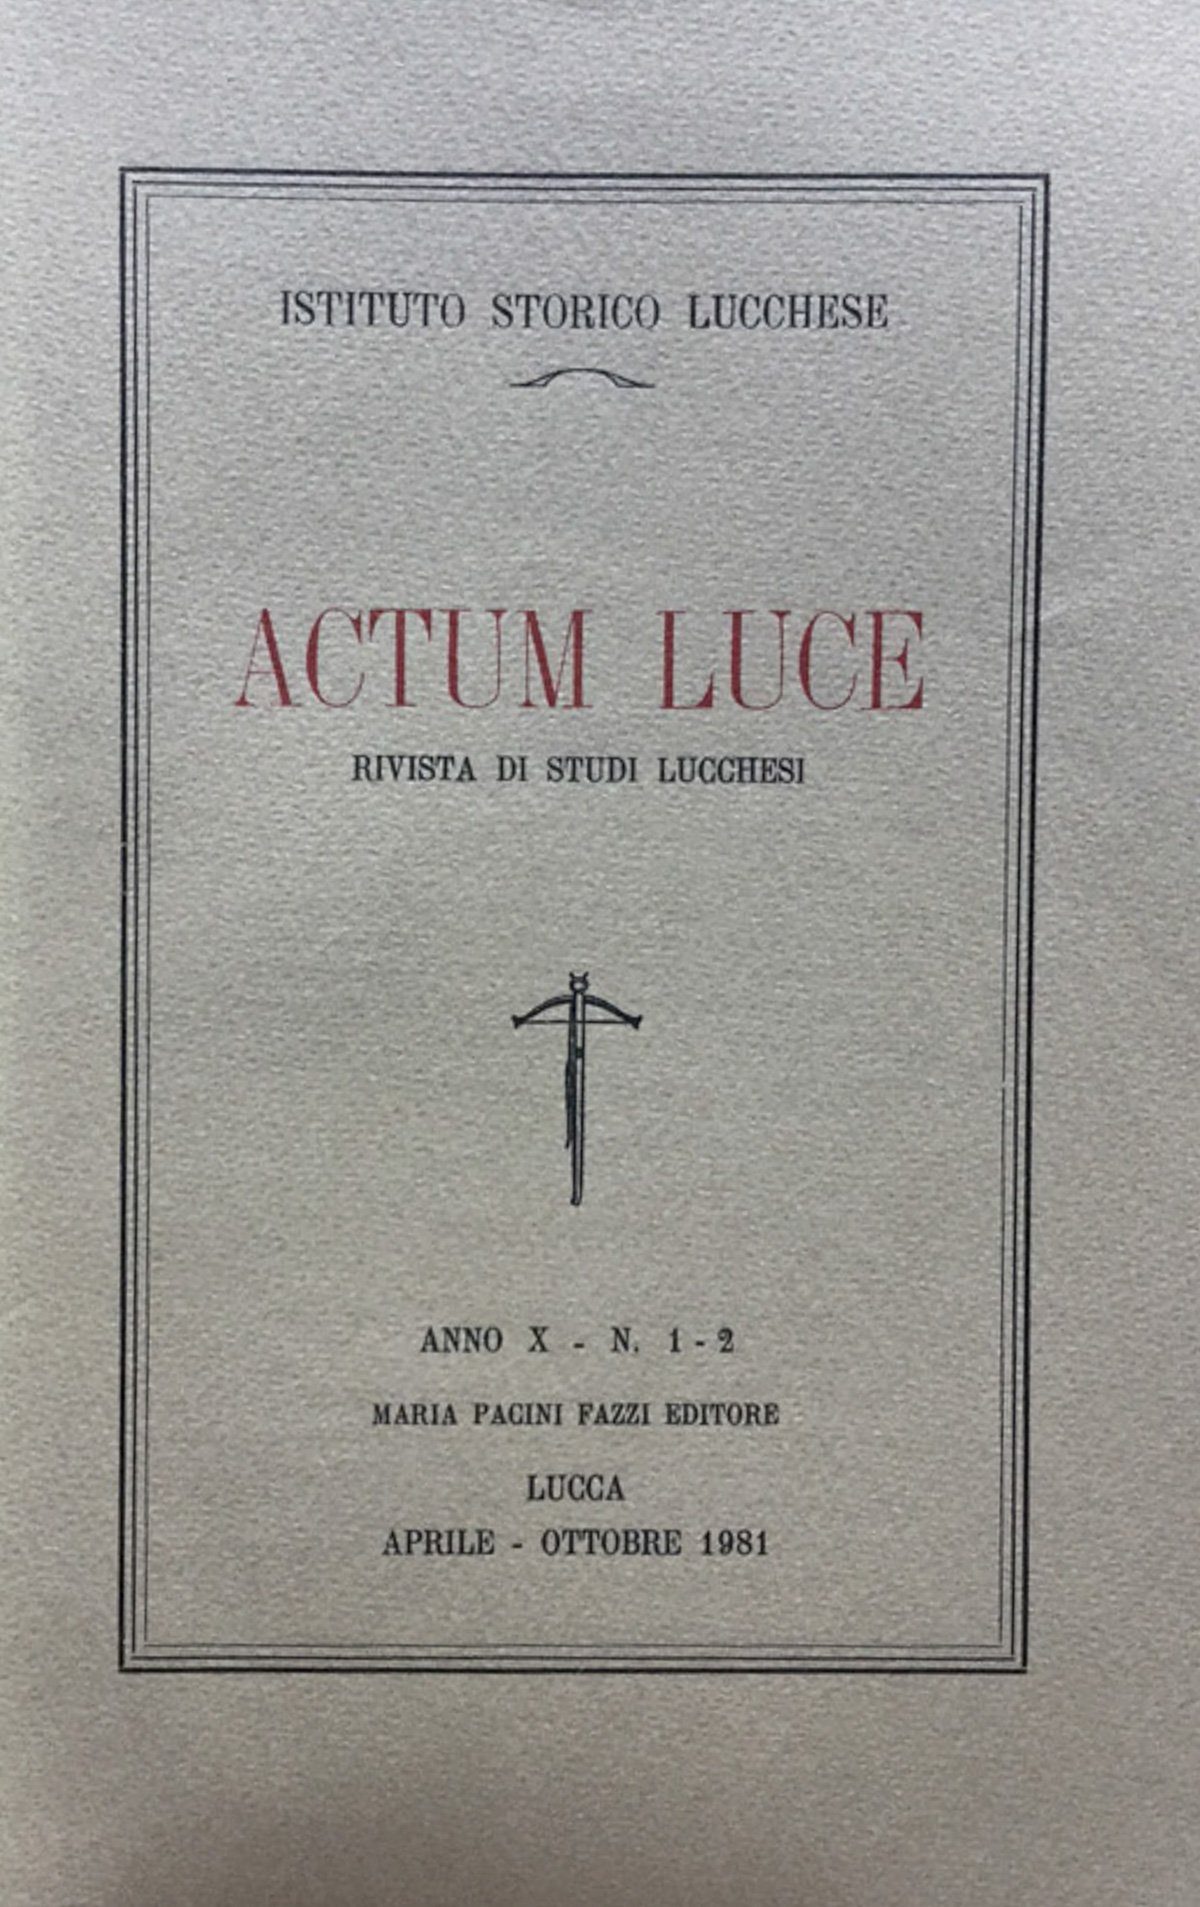 ISTITUTO STORICO LUCCHESE
ACTUM LUCE
RIVISTA DI STUDI LUCCHESI
ANNO X - N. 1 - 2
MARIA PACINI FAZZI EDITORE
LUCCA
APRILE - OTTOBRE 1981